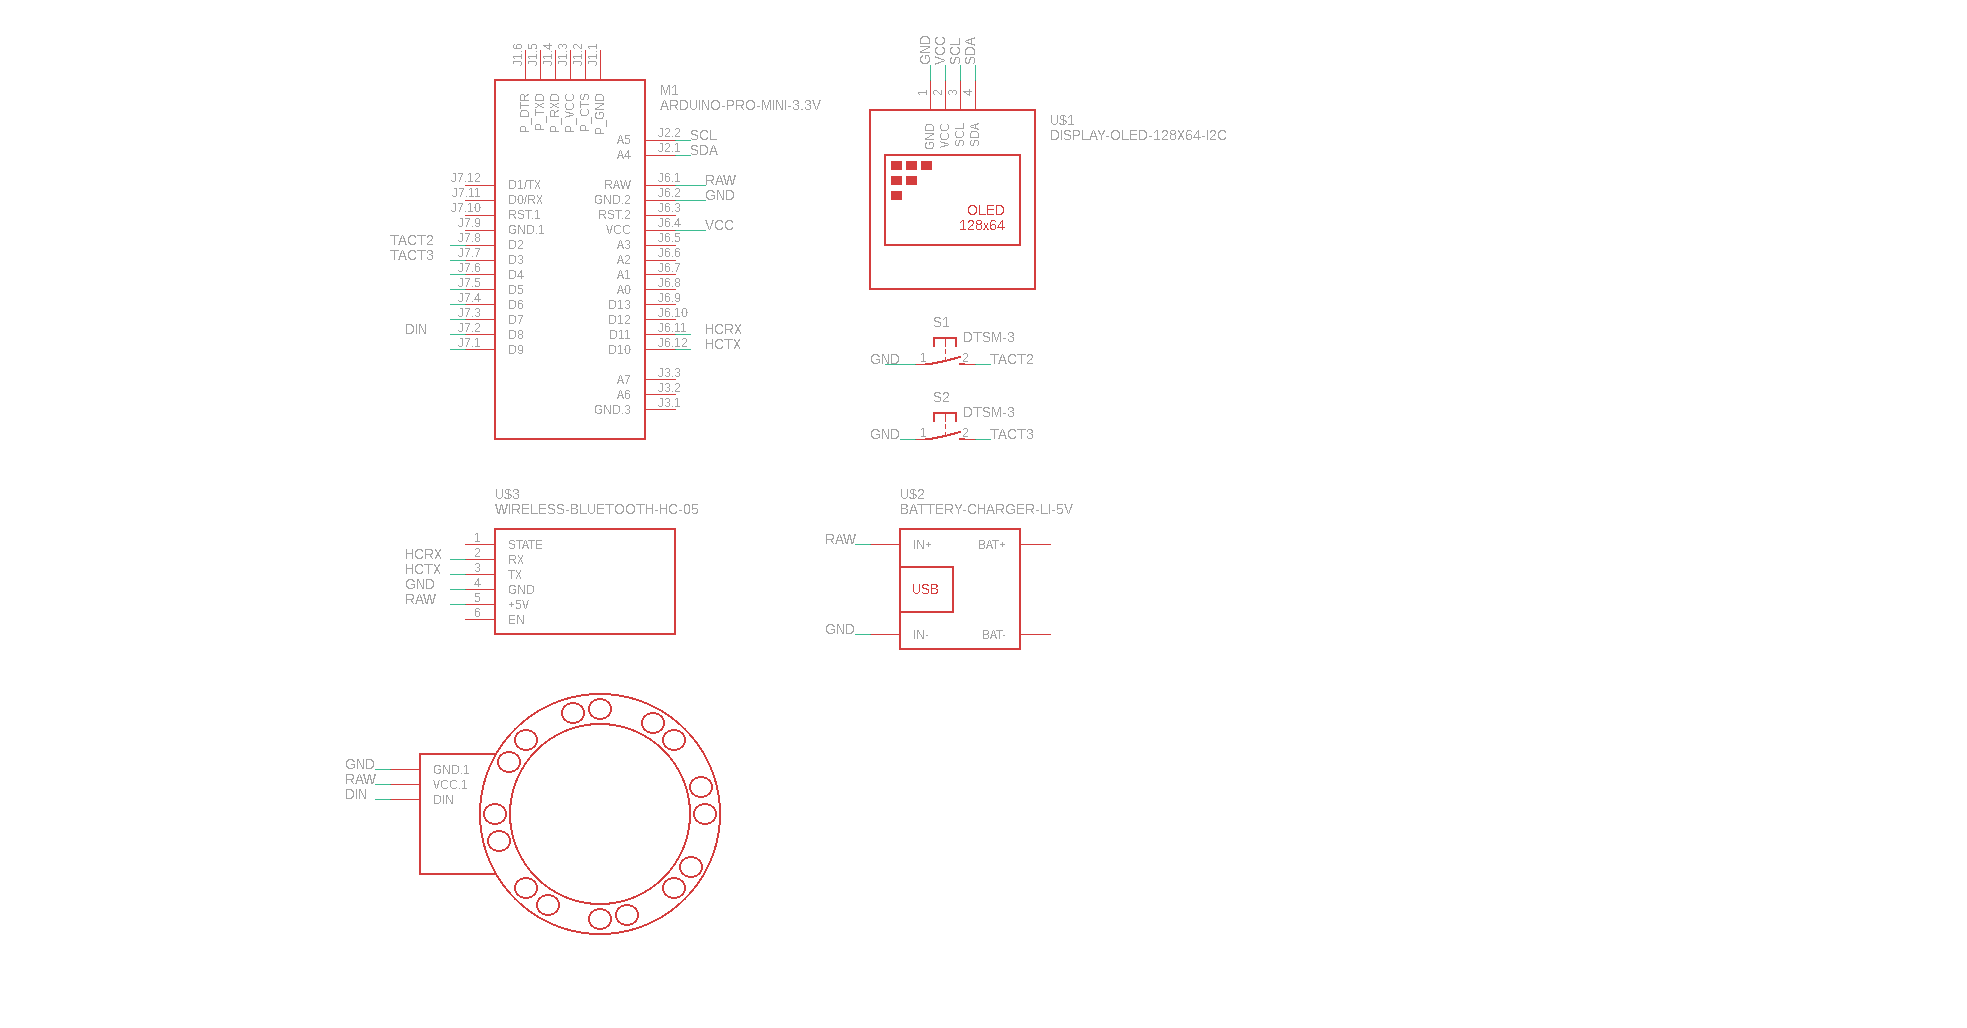 J1.6 J1.5 J1.4 J1.3 J1.2 J1.1
P_DTR P_TXD P_RXD P_VCC P_CTS P_GND
M1
ARDUINO-PRO-MINI-3.3V
A5 J2.2 SCL
A4 J2.1 SDA
J7.12 D1/TX RAW J6.1 RAW
J7.11 D0/RX GND.2 J6.2 GND
J7.10 RST.1 RST.2 J6.3
J7.9 GND.1 VCC J6.4 VCC
TACT2 J7.8 D2 A3 J6.5
TACT3 J7.7 D3 A2 J6.6
J7.6 D4 A1 J6.7
J7.5 D5 A0 J6.8
J7.4 D6 D13 J6.9
J7.3 D7 D12 J6.10
DIN J7.2 D8 D11 J6.11 HCRX
J7.1 D9 D10 J6.12 HCTX
A7 J3.3
A6 J3.2
GND.3 J3.1
GND VCC SCL SDA
1 2 3 4
U$1
DISPLAY-OLED-128X64-I2C
GND VCC SCL SDA
OLED
128x64
S1
DTSM-3
GND 1 2 TACT2
S2
DTSM-3
GND 1 2 TACT3
U$3
WIRELESS-BLUETOOTH-HC-05
1 STATE
HCRX 2 RX
HCTX 3 TX
GND 4 GND
RAW 5 +5V
6 EN
U$2
BATTERY-CHARGER-LI-5V
RAW IN+ BAT+
USB
GND IN- BAT-
GND GND.1
RAW VCC.1
DIN DIN